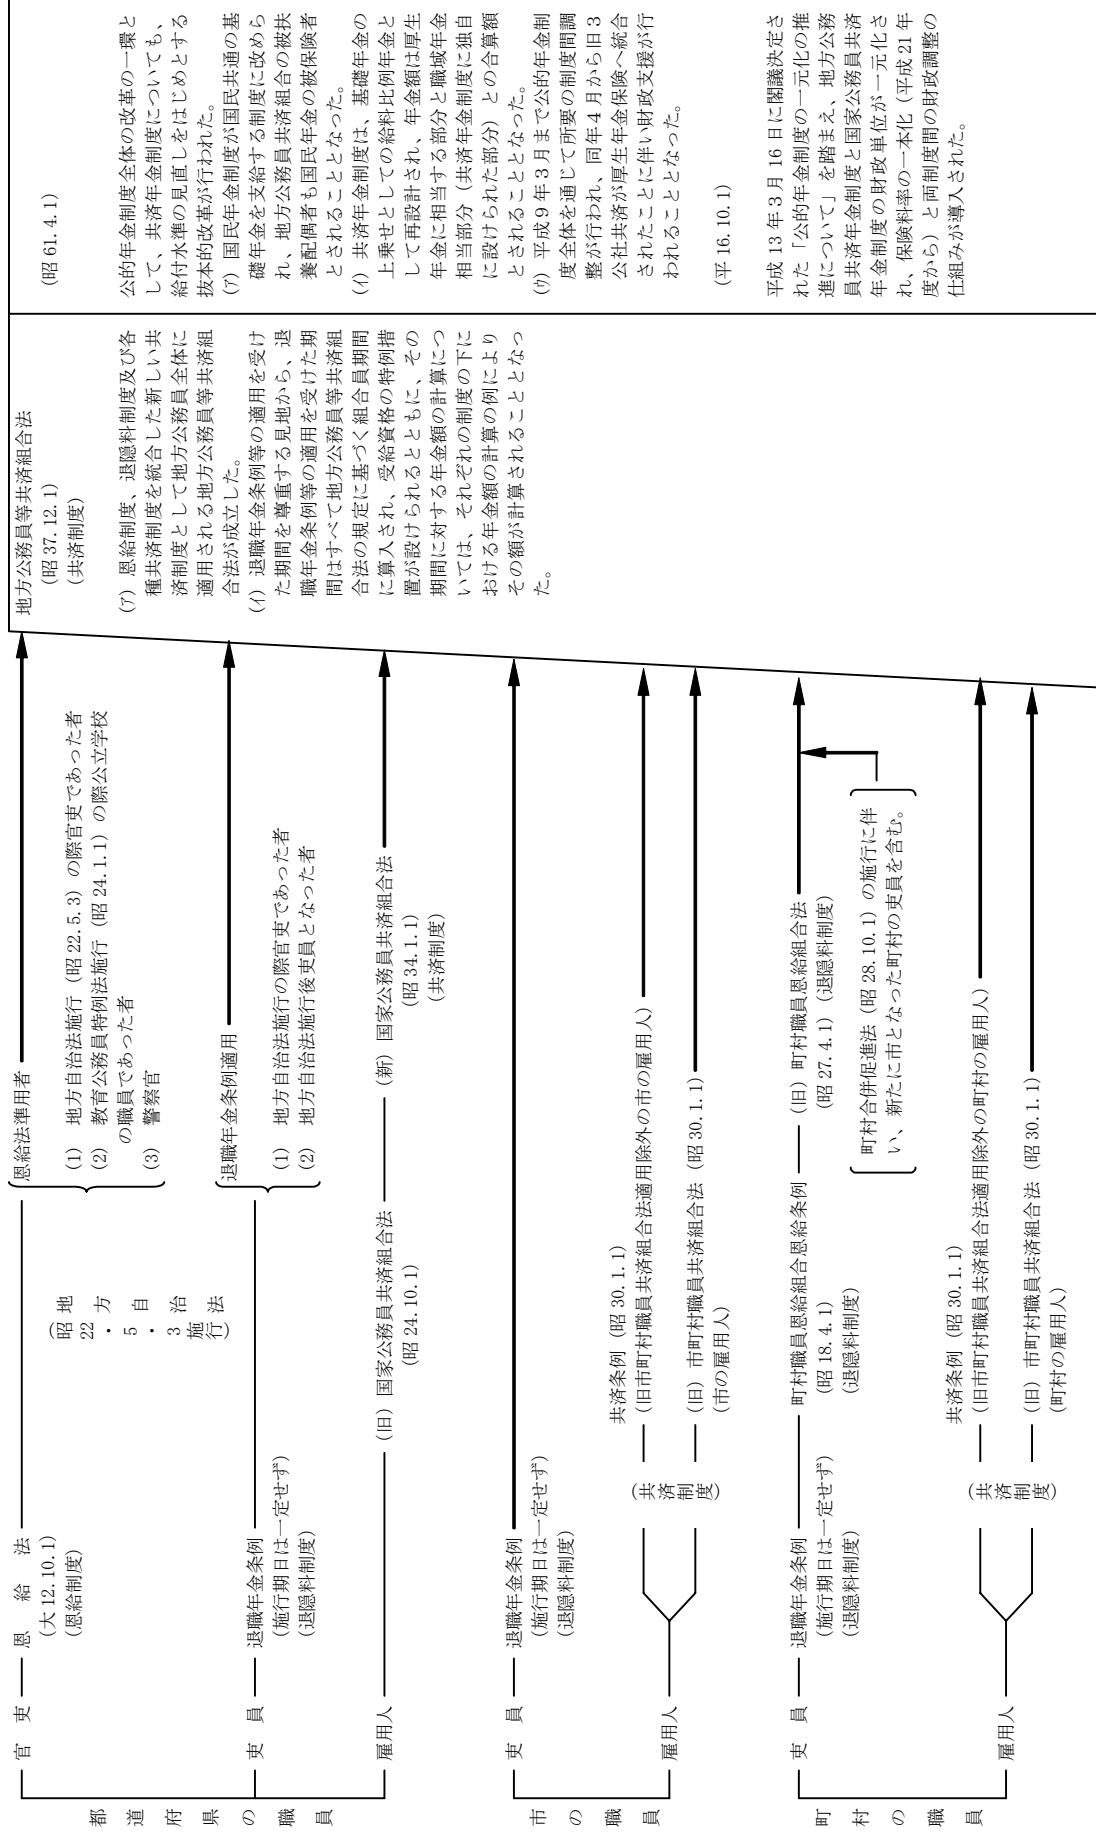 都道府県の職員
官吏
恩給法
(大 12.10.1)
(恩給制度)
恩給法準用者
(1) 地方自治法施行（昭 22.5.3）の際官吏であった者
(2) 教育公務員特例法施行（昭 24.1.1）の際公立学校
の職員であった者
(3) 警察官
地方自治法施行
(昭22・5・3)
吏員
退職年金条例
(施行期日は一定せず)
(退隠料制度)
退職年金条例適用
(1) 地方自治法施行の際官吏であった者
(2) 地方自治法施行後吏員となった者
雇用人
(旧) 国家公務員共済組合法
(昭 24.10.1)
(新) 国家公務員共済組合法
(昭 34.1.1)
(共済制度)
市の職員
吏員
退職年金条例
(施行期日は一定せず)
(退隠料制度)
雇用人
(共済制度)
共済条例（昭 30.1.1）
(旧市町村職員共済組合法適用除外の市の雇用人)
(旧) 市町村職員共済組合法（昭 30.1.1）
(市の雇用人)
町村の職員
吏員
退職年金条例
(施行期日は一定せず)
(退隠料制度)
町村職員恩給組合恩給条例
(昭 18.4.1)
(退隠料制度)
(旧) 町村職員恩給組合法
(昭 27.4.1)（退隠料制度）
町村合併促進法（昭 28.10.1）の施行に伴
い、新たに市となった町村の吏員を含む。
雇用人
(共済制度)
共済条例（昭 30.1.1）
(旧市町村職員共済組合法適用除外の町村の雇用人)
(旧) 市町村職員共済組合法（昭 30.1.1）
(町村の雇用人)
地方公務員等共済組合法
(昭 37.12.1)
(共済制度)
(ｱ) 恩給制度、退隠料制度及び各
種共済制度を統合した新しい共
済制度として地方公務員全体に
適用される地方公務員等共済組
合法が成立した。
(ｲ) 退職年金条例等の適用を受け
た期間を尊重する見地から、退
職年金条例等の適用を受けた期
間はすべて地方公務員等共済組
合法の規定に基づく組合員期間
に算入され、受給資格の特例措
置が設けられるとともに、その
期間に対する年金額の計算につ
いては、それぞれの制度の下に
おける年金額の計算の例により
その額が計算されることとなっ
た。
(昭 61.4.1)
公的年金制度全体の改革の一環と
して、共済年金制度についても、
給付水準の見直しをはじめとする
抜本的改革が行われた。
(ｱ) 国民年金制度が国民共通の基
礎年金を支給する制度に改めら
れ、地方公務員共済組合の被扶
養配偶者も国民年金の被保険者
とされることとなった。
(ｲ) 共済年金制度は、基礎年金の
上乗せとしての給料比例年金と
して再設計され、年金額は厚生
年金に相当する部分と職域年金
相当部分（共済年金制度に独自
に設けられた部分）との合算額
とされることとなった。
(ｳ) 平成９年３月まで公的年金制
度全体を通じて所要の制度間調
整が行われ、同年４月から旧３
公社共済が厚生年金保険へ統合
されたことに伴い財政支援が行
われることとなった。
(平 16.10.1)
平成 13 年 3 月 16 日に閣議決定さ
れた「公的年金制度の一元化の推
進について」を踏まえ、地方公務
員共済年金制度と国家公務員共済
年金制度の財政単位が一元化さ
れ、保険料率の一本化（平成 21 年
度から）と両制度間の財政調整の
仕組みが導入された。